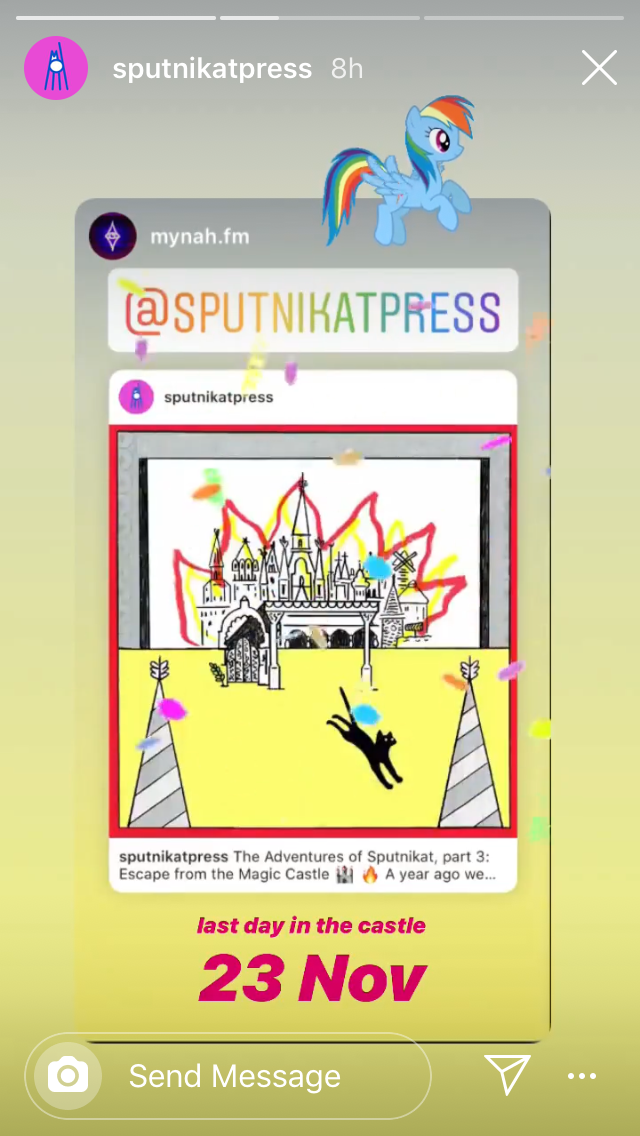 sputnikatpress 8h
mynah.fm
@SPUTNIKATPRESS
sputnikatpress
sputnikatpress The Adventures of Sputnikat, part 3:
Escape from the Magic Castle 🏰 🔥 A year ago we...
last day in the castle
23 Nov
Send Message